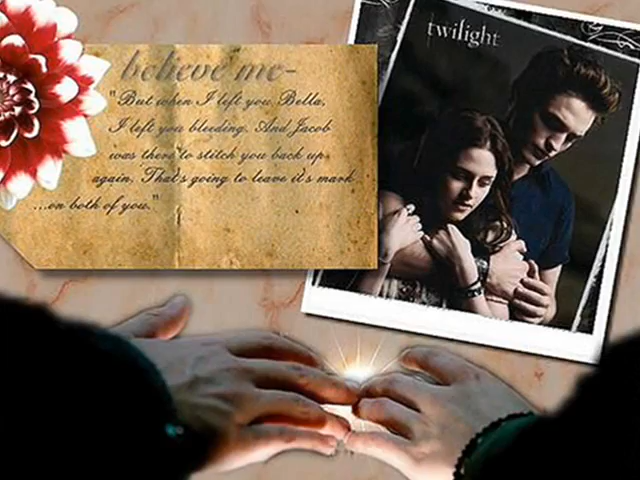 believe me-
"But when I left you, Bella,
I left you bleeding. And Jacob
was there to stitch you back up
again. That's going to leave it's mark
...on both of you."
twilight